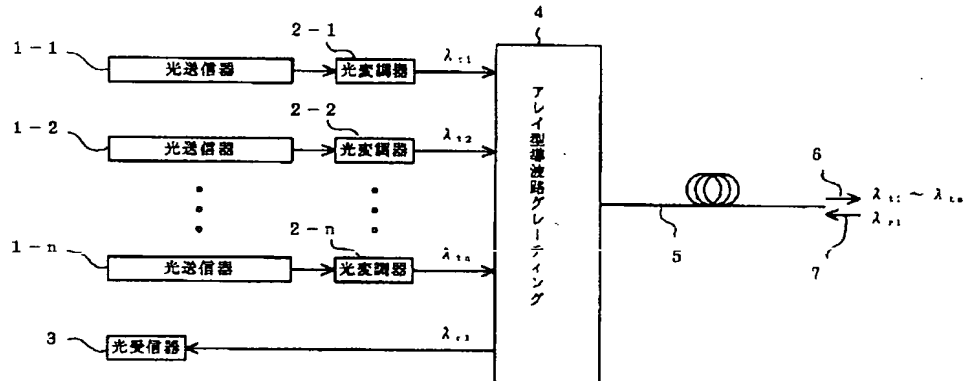 4
1-1
光送信器
2-1
光変調器
λt1
1-2
光送信器
2-2
光変調器
λt2
1-n
光送信器
2-n
光変調器
λtn
3
光受信器
λr1
アレイ型導波路グレーティング
5
6
λt1 ~ λtn
λr1
7